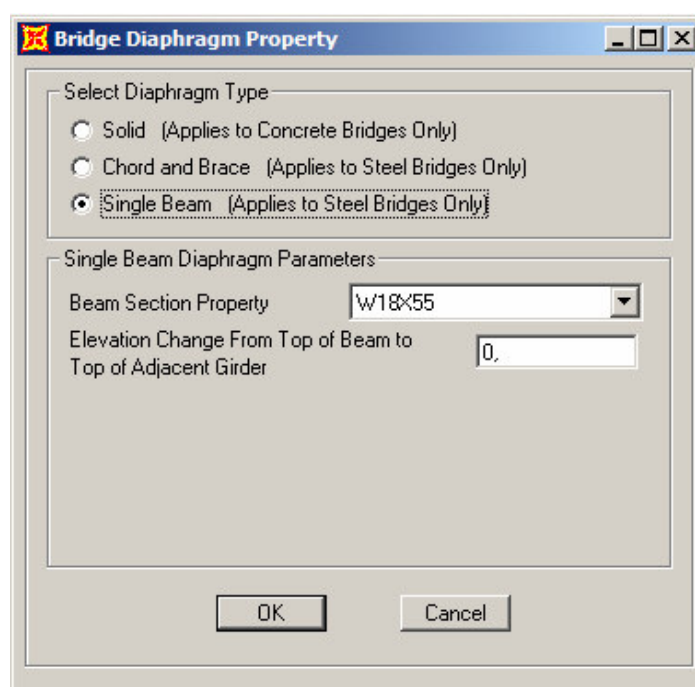 Bridge Diaphragm Property
Select Diaphragm Type
Solid (Applies to Concrete Bridges Only)
Chord and Brace (Applies to Steel Bridges Only)
Single Beam (Applies to Steel Bridges Only)
Single Beam Diaphragm Parameters
Beam Section Property W18X55
Elevation Change From Top of Beam to
Top of Adjacent Girder 0,
OK Cancel